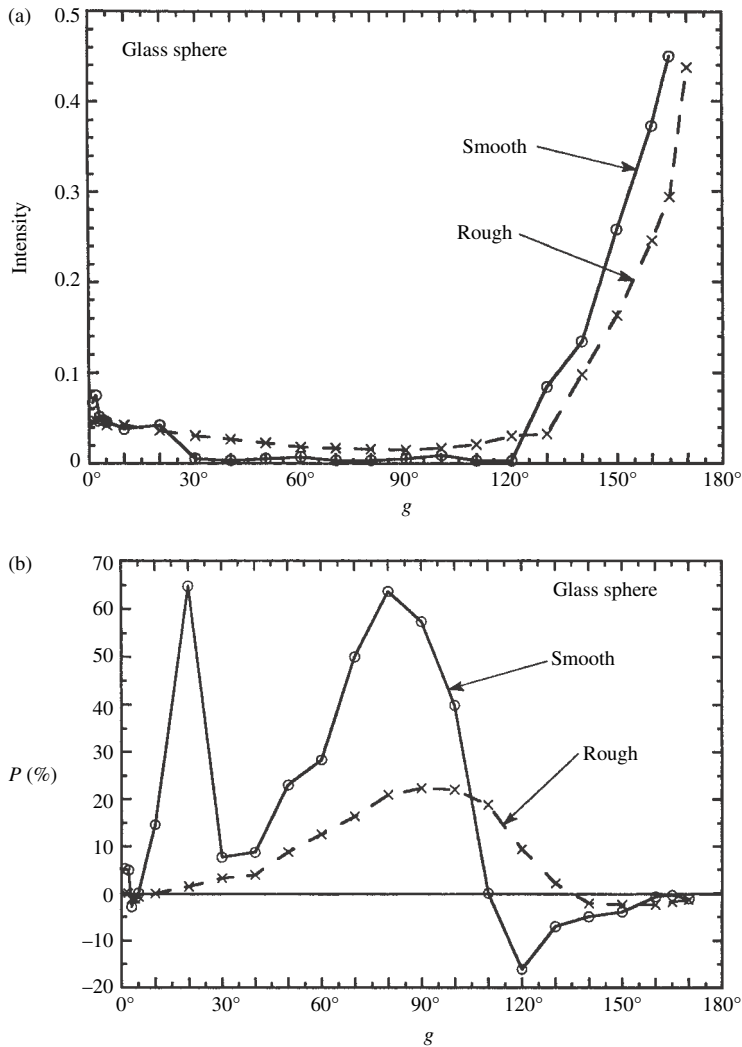 (a)
0.5
Glass sphere
0.4
Smooth
0.3
Intensity
Rough
0.2
0.1
0
0° 30° 60° 90° 120° 150° 180°
g
(b)
70
Glass sphere
60
50
Smooth
40
30
Rough
P (%)
20
10
0
–10
–20
0° 30° 60° 90° 120° 150° 180°
g